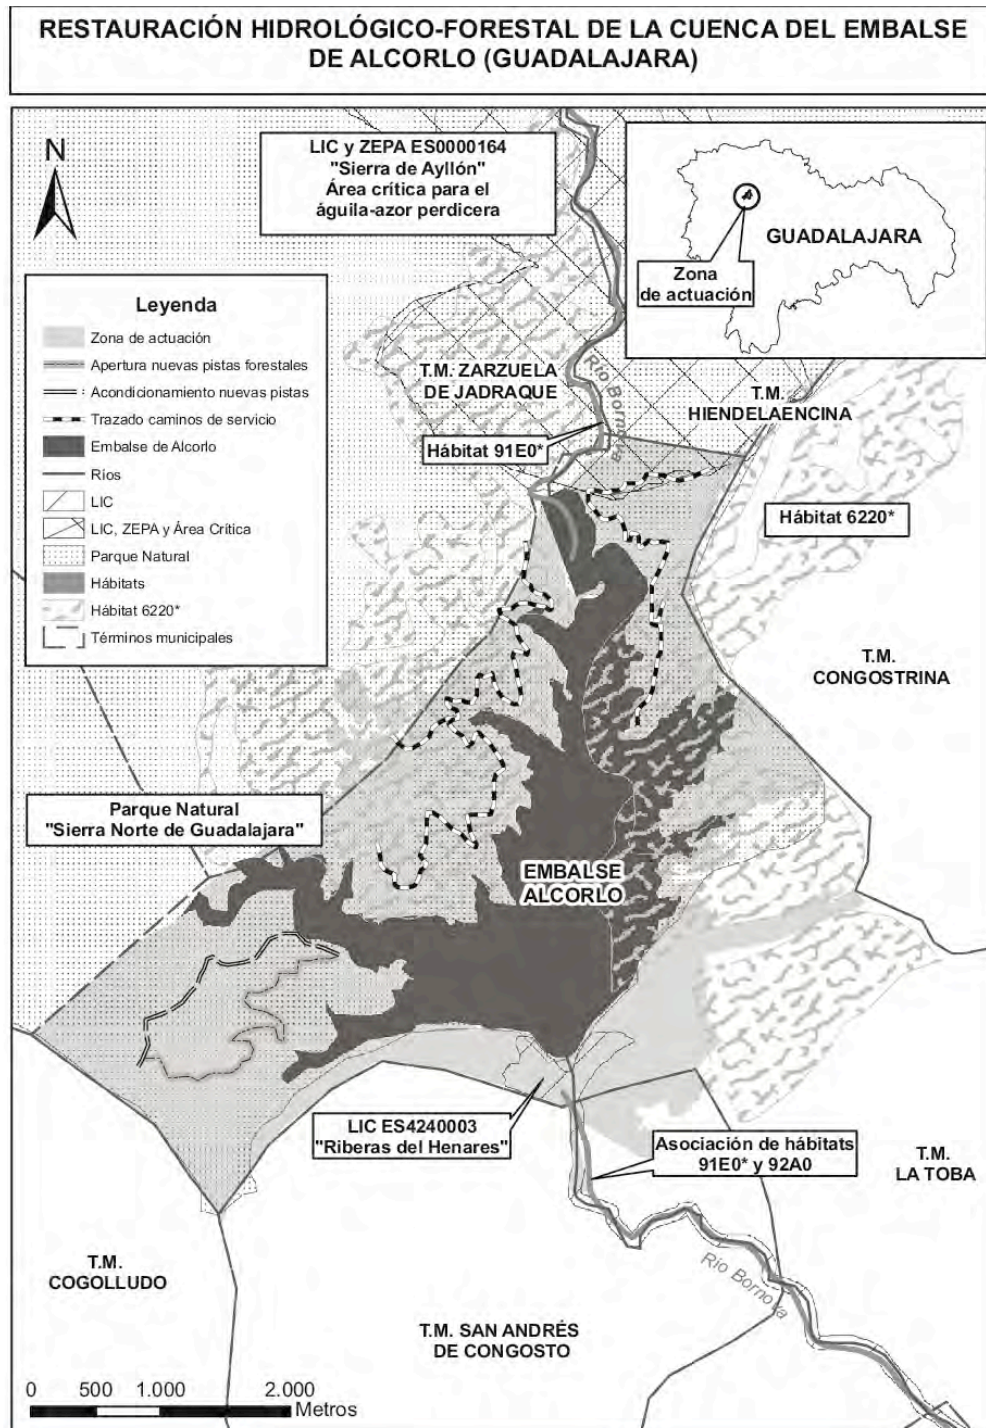 RESTAURACIÓN HIDROLÓGICO-FORESTAL DE LA CUENCA DEL EMBALSE
DE ALCORLO (GUADALAJARA)
N
LIC y ZEPA ES0000164
"Sierra de Ayllón"
Área crítica para el
águila-azor perdicera
GUADALAJARA
Zona
de actuación
Leyenda
Zona de actuación
Apertura nuevas pistas forestales
Acondicionamiento nuevas pistas
Trazado caminos de servicio
Embalse de Alcorlo
Ríos
LIC
LIC, ZEPA y Área Crítica
Parque Natural
Hábitats
Hábitat 6220*
Términos municipales
T.M. ZARZUELA
DE JADRAQUE
Río Bornova
T.M.
HIENDELAENCINA
Hábitat 91E0*
Hábitat 6220*
T.M.
CONGOSTRINA
Parque Natural
"Sierra Norte de Guadalajara"
EMBALSE
ALCORLO
LIC ES4240003
"Riberas del Henares"
Asociación de hábitats
91E0* y 92A0
T.M.
LA TOBA
T.M.
COGOLLUDO
Río Bornova
T.M. SAN ANDRÉS
DE CONGOSTO
0 500 1.000 2.000
Metros